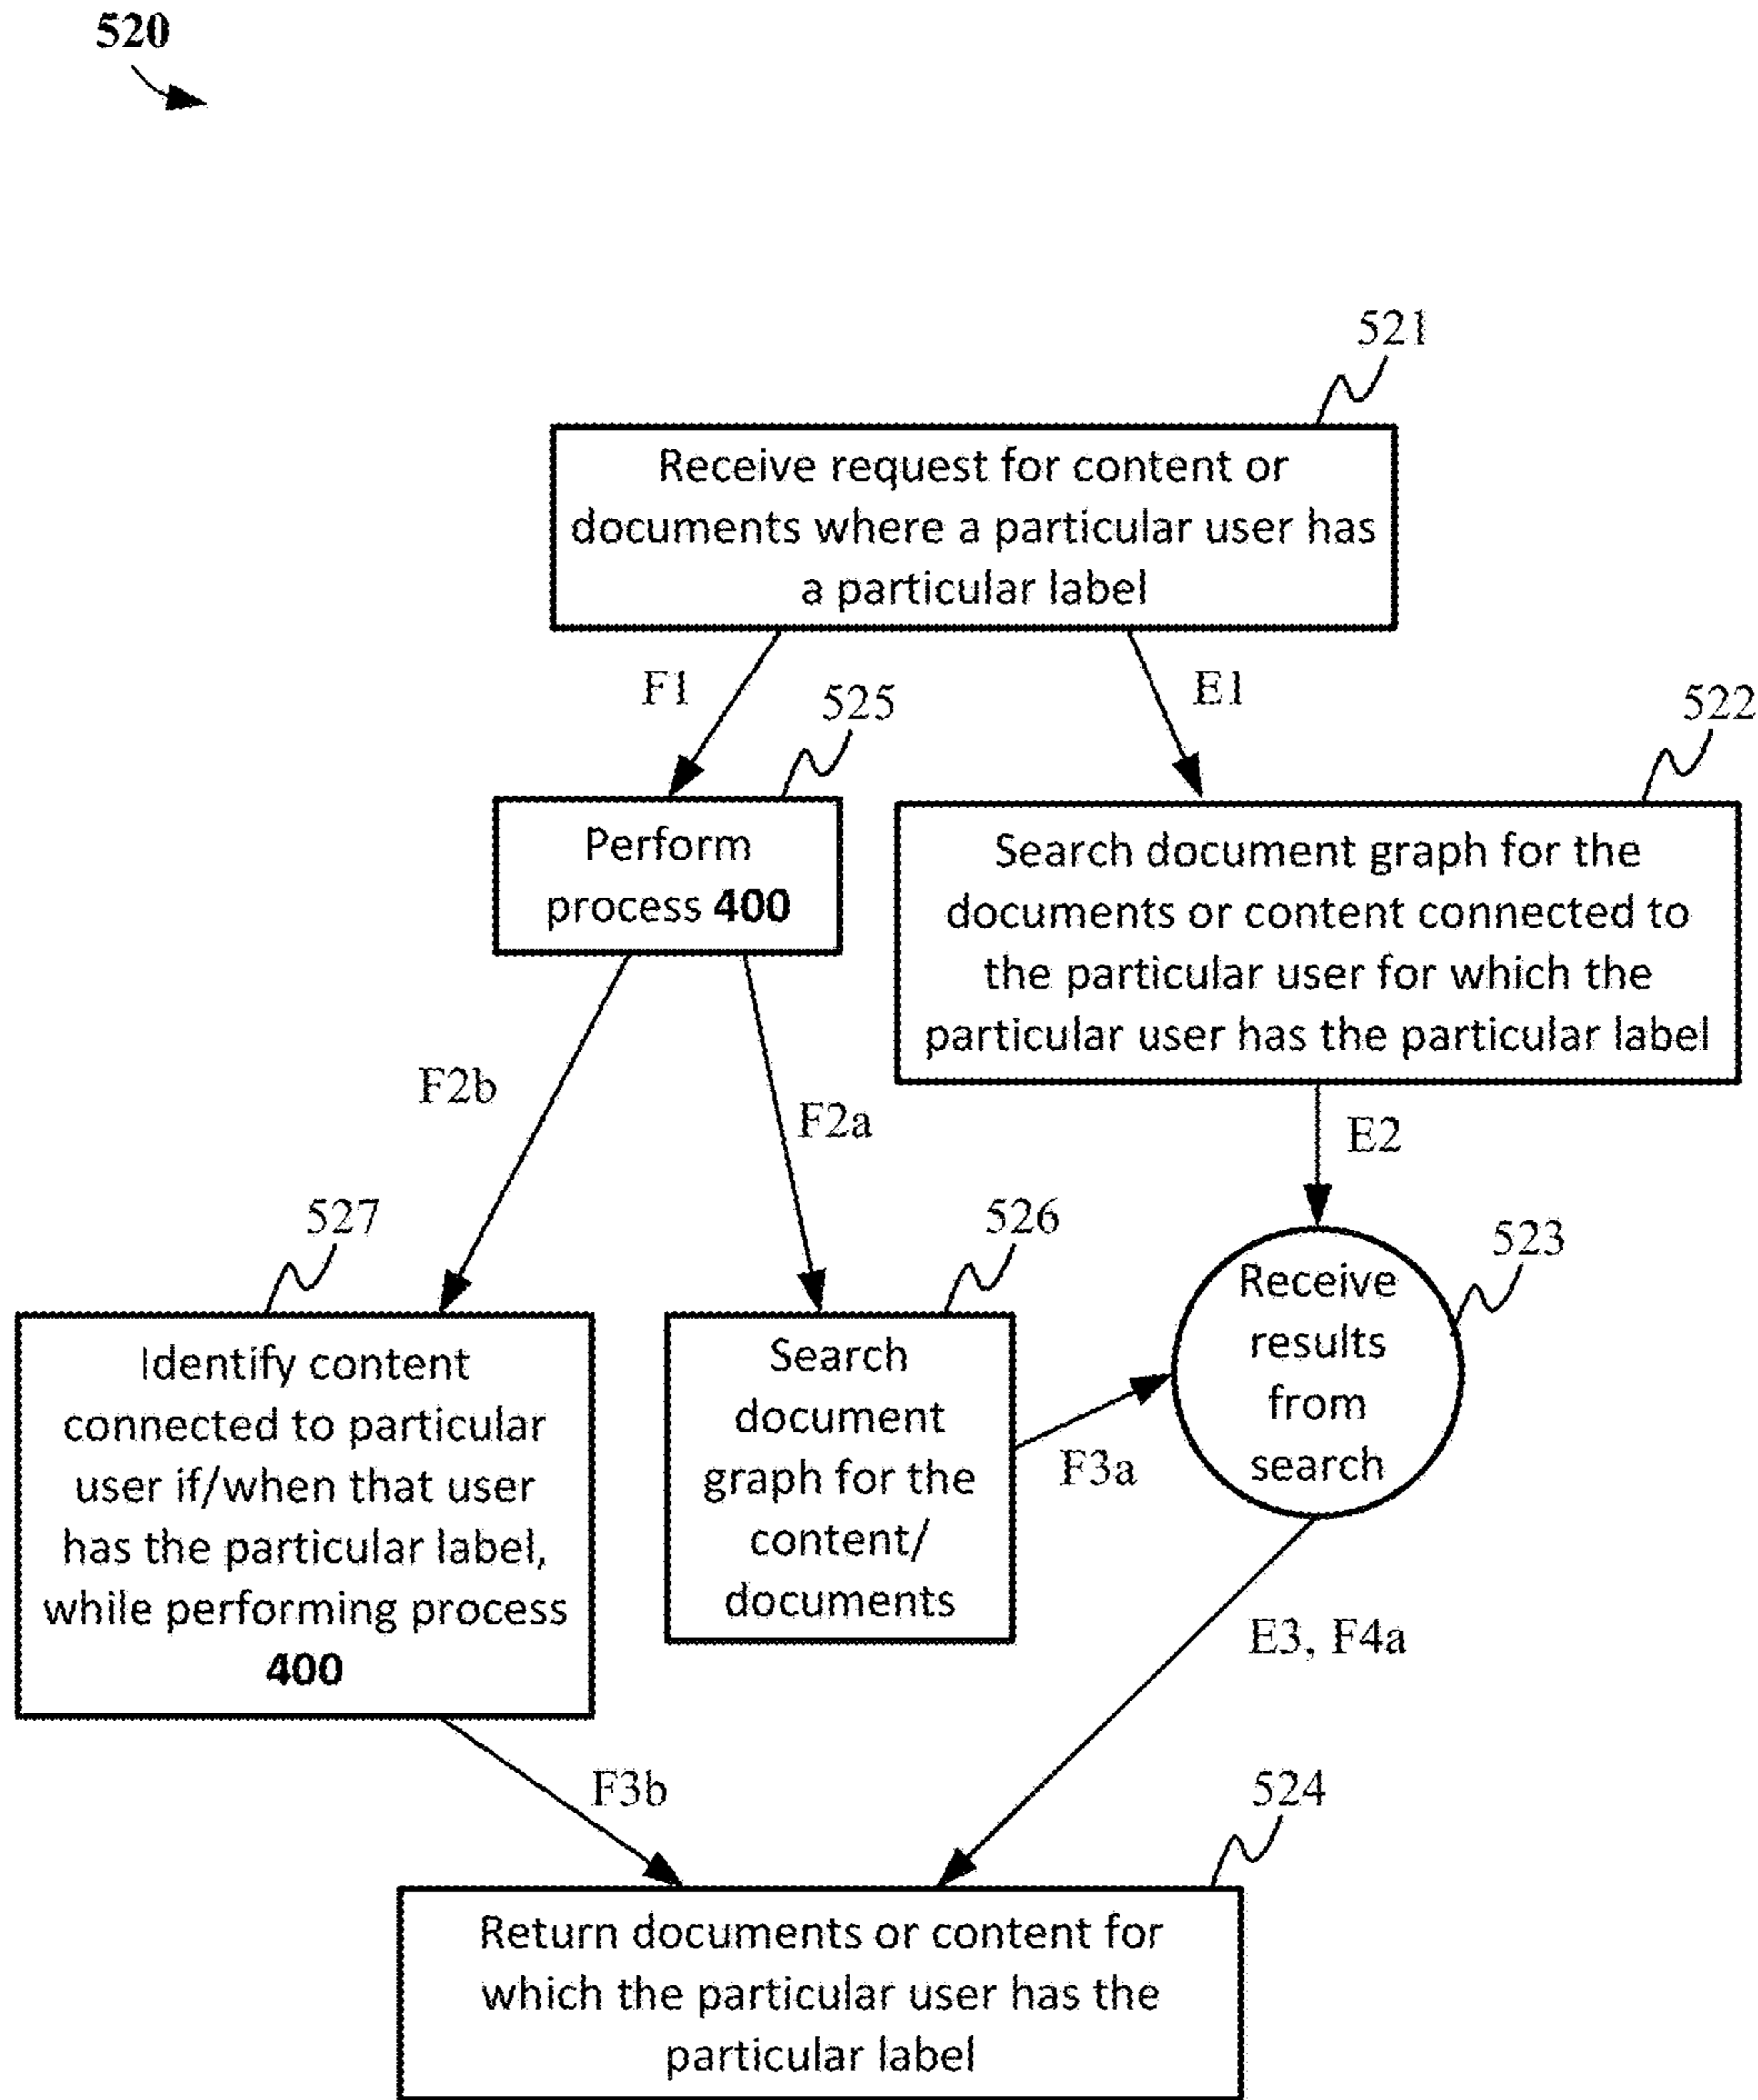 520
521
Receive request for content or
documents where a particular user has
a particular label
F1
E1
525
522
Perform
process 400
Search document graph for the
documents or content connected to
the particular user for which the
particular user has the particular label
F2b
F2a
E2
527
526
523
Identify content
connected to particular
user if/when that user
has the particular label,
while performing process
400
Search
document
graph for the
content/
documents
F3a
Receive
results
from
search
E3, F4a
F3b
524
Return documents or content for
which the particular user has the
particular label